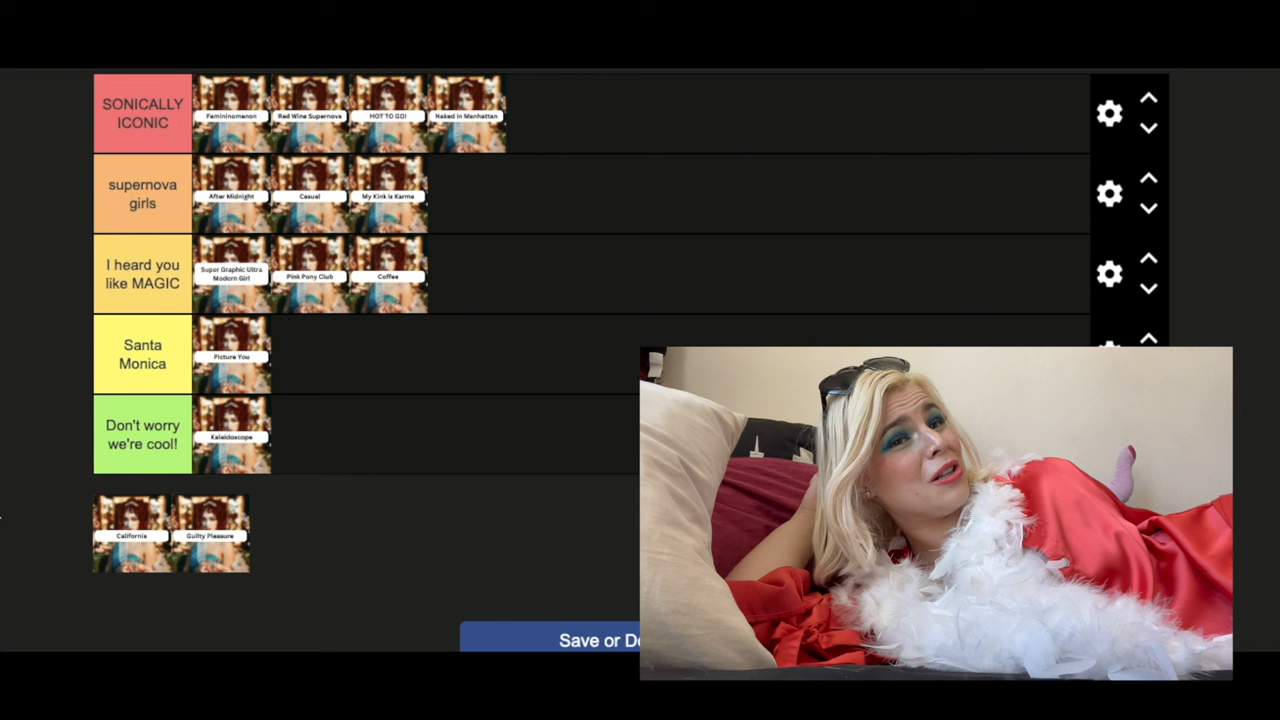 SONICALLY
ICONIC
Femininomenon
Red Wine Supernova
HOT TO GO!
Naked in Manhattan
supernova
girls
After Midnight
Casual
My Kink is Karma
I heard you
like MAGIC
Super Graphic Ultra
Modern Girl
Pink Pony Club
Coffee
Santa
Monica
Picture You
Don't worry
we're cool!
Kaleidoscope
California
Guilty Pleasure
Save or Do